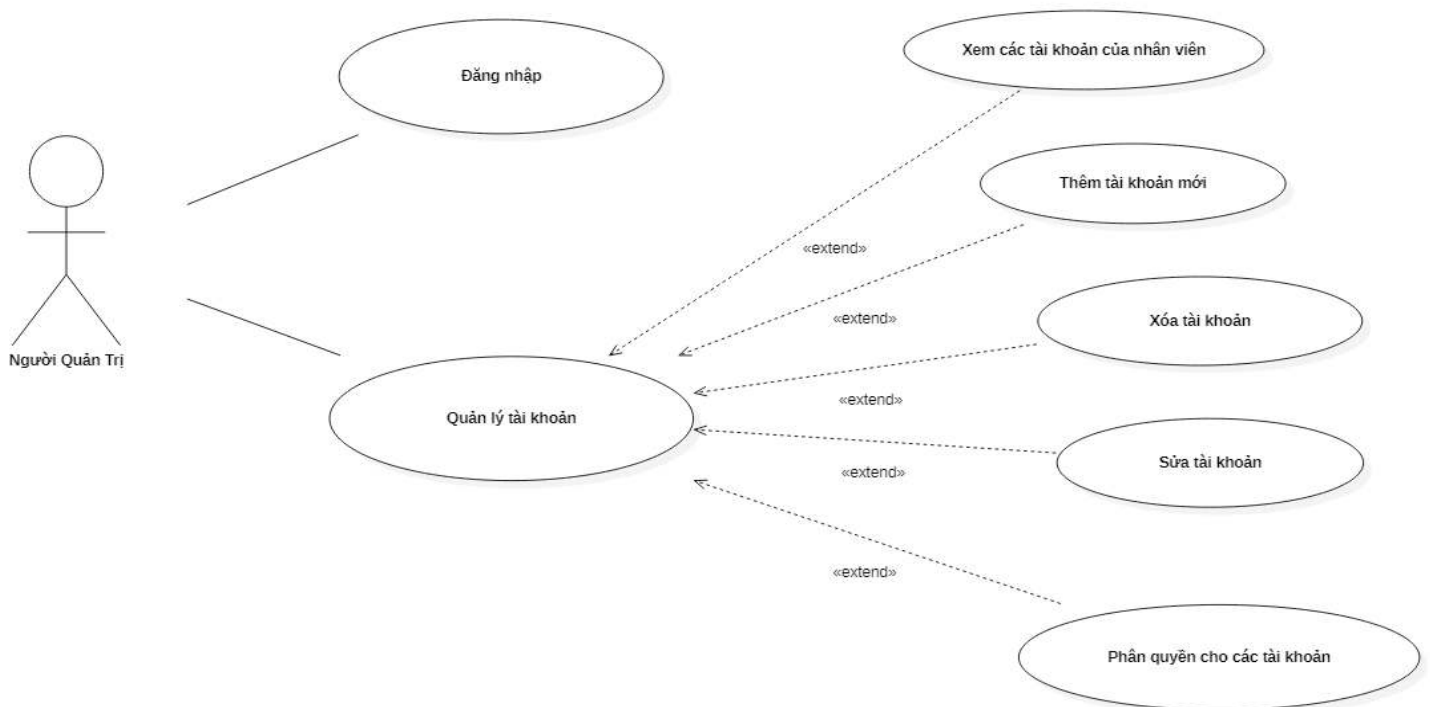 Xem các tài khoản của nhân viên
Đăng nhập
Thêm tài khoản mới
«extend»
«extend»
Xóa tài khoản
Người Quản Trị
«extend»
Quản lý tài khoản
Sửa tài khoản
«extend»
«extend»
Phân quyền cho các tài khoản